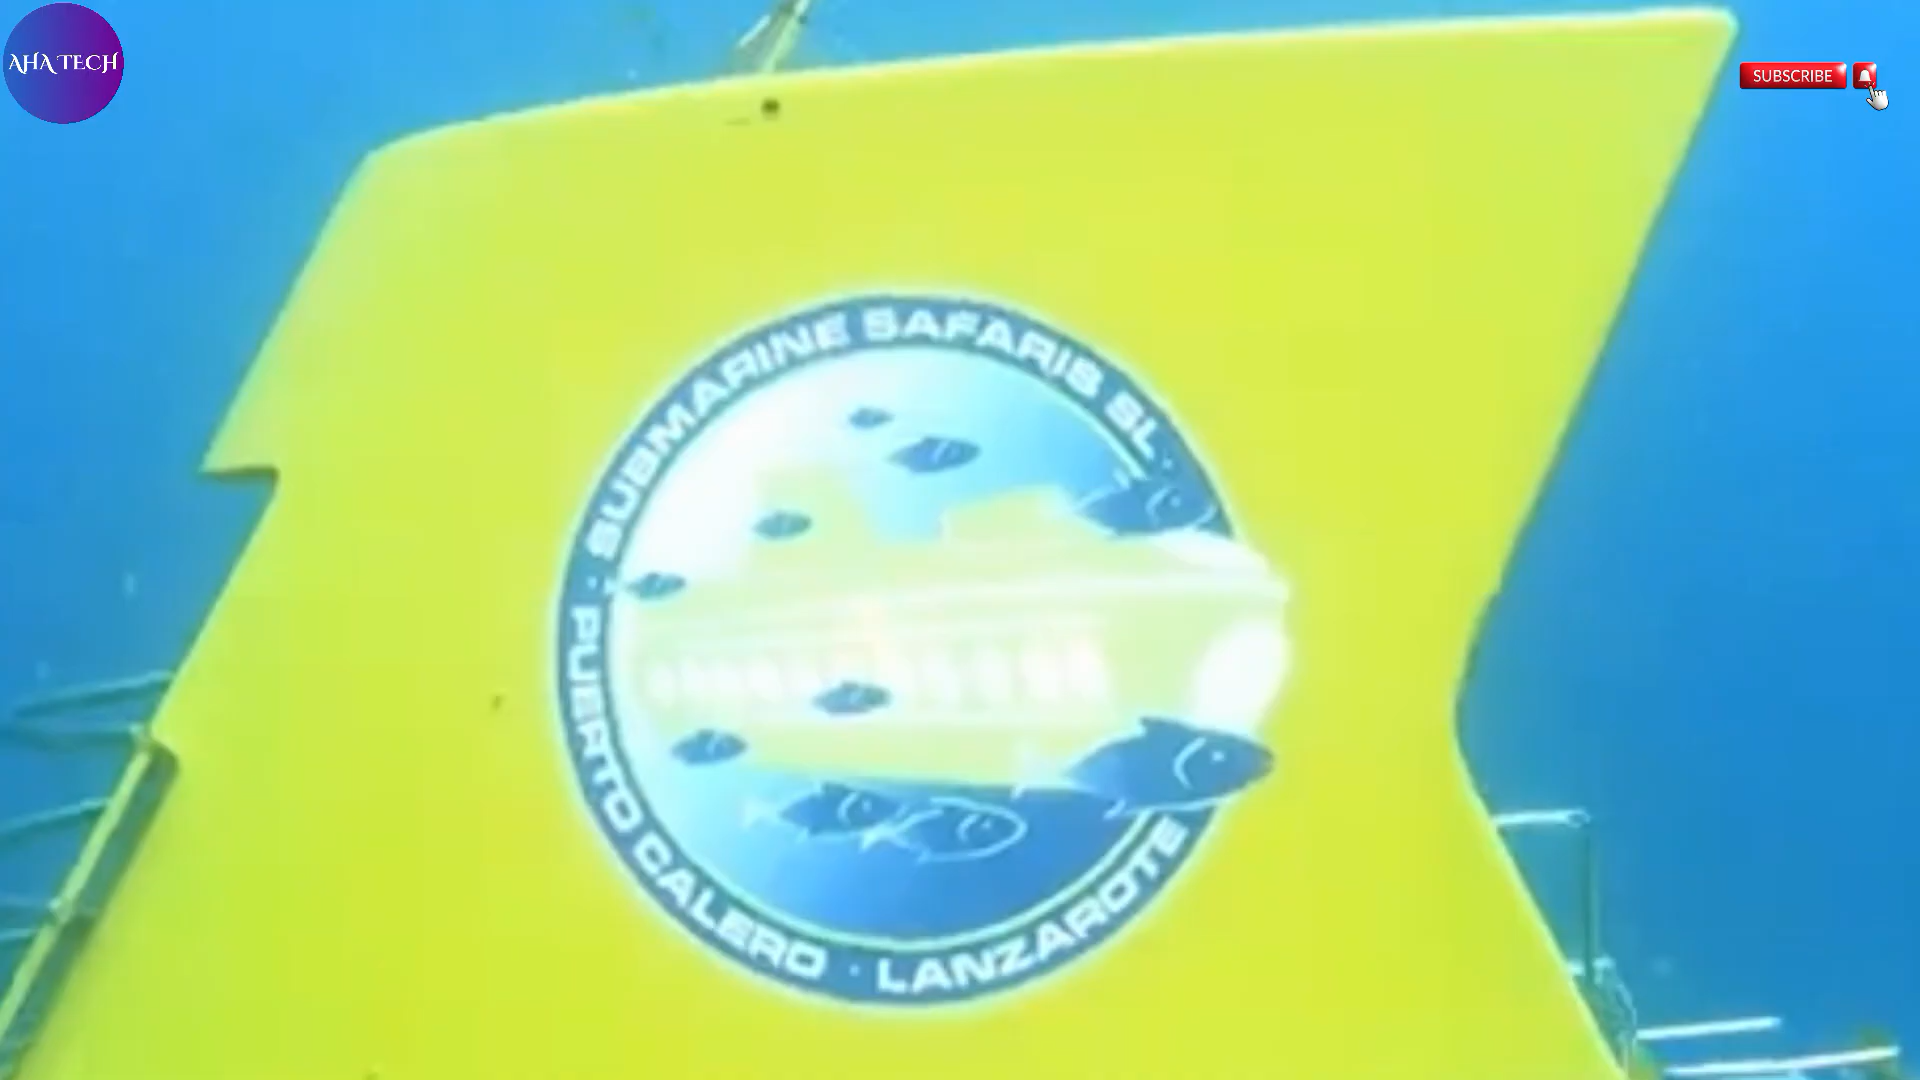 AHA TECH
SUBSCRIBE
· SUBMARINE SAFARIS SL ·
PUERTO CALERO · LANZAROTE